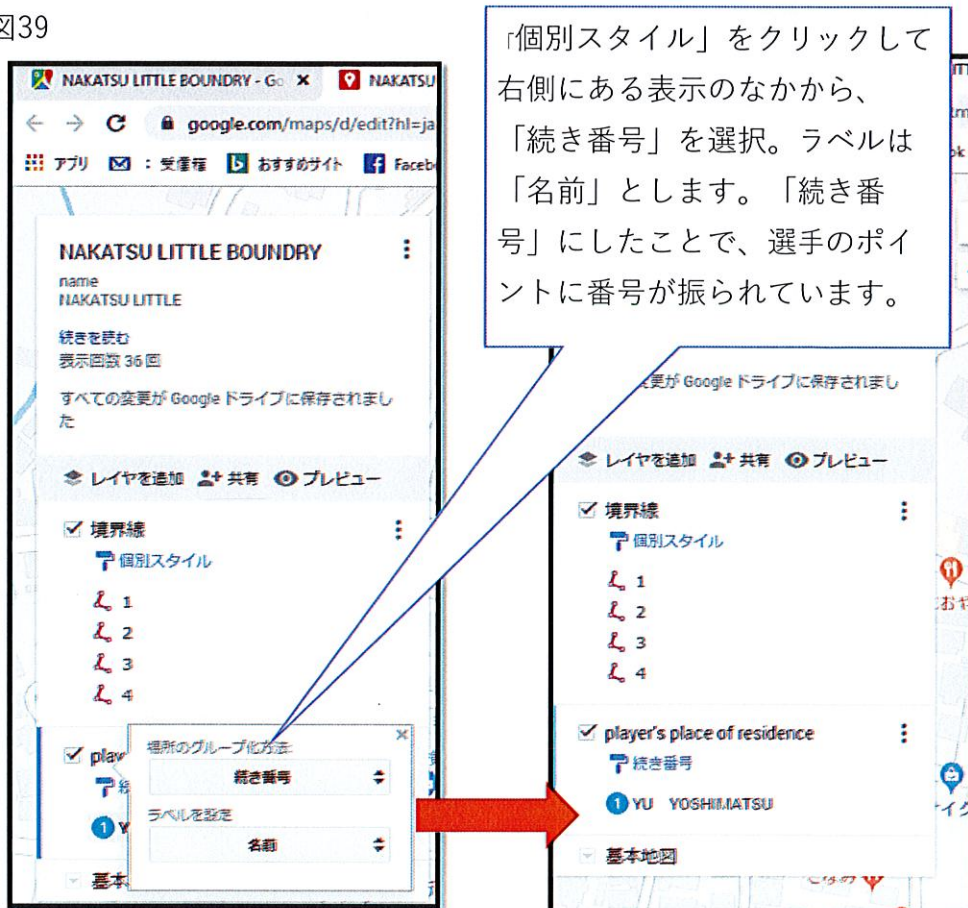 図39
「個別スタイル」をクリックして
右側にある表示のなかから、
「続き番号」を選択。ラベルは
「名前」とします。「続き番
号」にしたことで、選手のポイ
ントに番号が振られています。
NAKATSU LITTLE BOUNDRY - Go
NAKATSU
google.com/maps/d/edit?hl=ja
アプリ
おすすめサイト
Facebo
NAKATSU LITTLE BOUNDRY
name
NAKATSU LITTLE
続きを読む
表示回数 36 回
すべての変更が Google ドライブに保存されまし
た
レイヤを追加 共有 プレビュー
境界線
個別スタイル
1
2
3
4
play
場所のグループ化方法:
続き番号
ラベルを設定
名前
1 Y
基本
変更が Google ドライブに保存されまし
レイヤを追加 共有 プレビュー
境界線
個別スタイル
1
2
3
4
player's place of residence
続き番号
1 YU YOSHIMATSU
基本地図